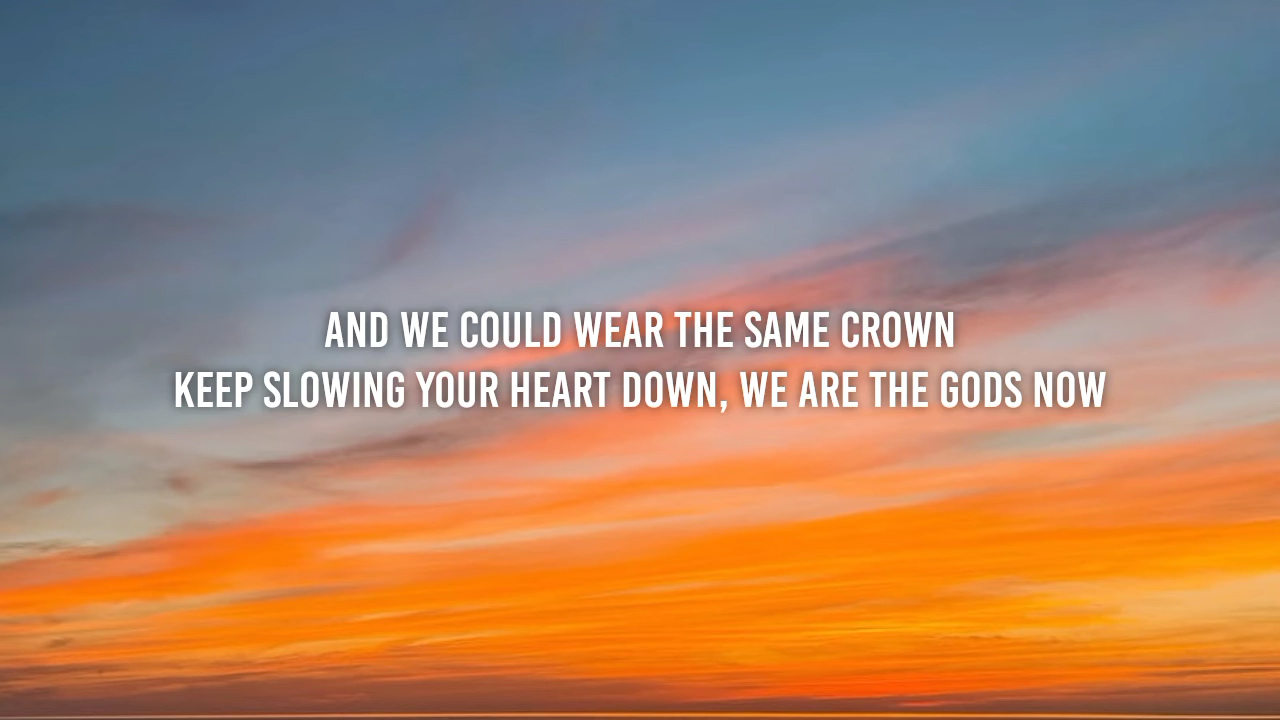 AND WE COULD WEAR THE SAME CROWN
KEEP SLOWING YOUR HEART DOWN, WE ARE THE GODS NOW